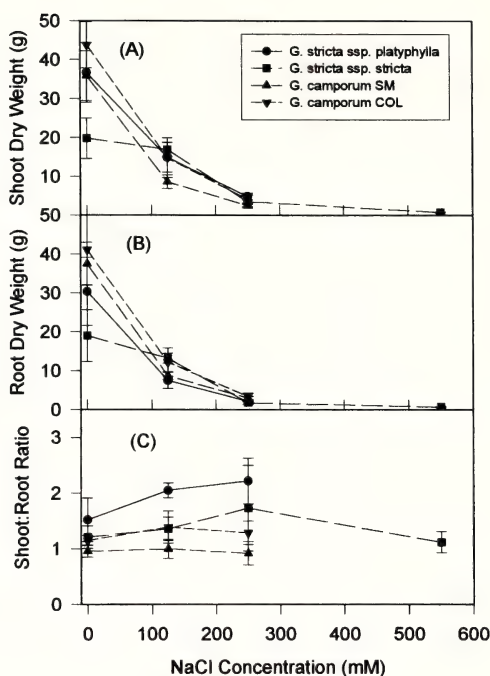 50
40
30
20
10
Shoot Dry Weight (g)
(A)
G. stricta ssp. platyphylla
G. stricta ssp. stricta
G. camporum SM
G. camporum COL
50
40
30
20
10
0
Root Dry Weight (g)
(B)
3
2
1
0
Shoot:Root Ratio
(C)
0 100 200 300 400 500 600
NaCl Concentration (mM)